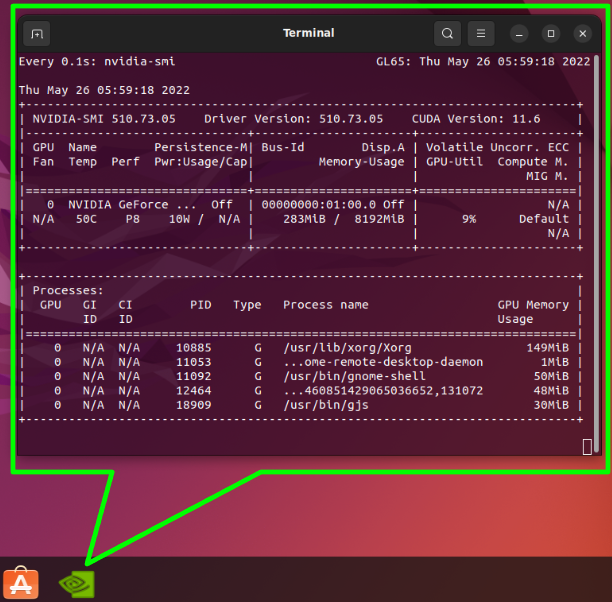 Terminal
Every 0.1s: nvidia-smi GL65: Thu May 26 05:59:18 2022
Thu May 26 05:59:18 2022
+-----------------------------------------------------------------------------+
| NVIDIA-SMI 510.73.05    Driver Version: 510.73.05    CUDA Version: 11.6     |
|-------------------------------+----------------------+----------------------+
| GPU  Name        Persistence-M| Bus-Id        Disp.A | Volatile Uncorr. ECC |
| Fan  Temp  Perf  Pwr:Usage/Cap|         Memory-Usage | GPU-Util  Compute M. |
|                               |                      |               MIG M. |
|===============================+======================+======================|
|   0  NVIDIA GeForce ...  Off  | 00000000:01:00.0 Off |                  N/A |
| N/A   50C    P8    10W /  N/A |    283MiB /  8192MiB |      9%      Default |
|                               |                      |                  N/A |
+-------------------------------+----------------------+----------------------+
+-----------------------------------------------------------------------------+
| Processes:                                                                  |
|  GPU   GI   CI        PID   Type   Process name                  GPU Memory |
|        ID   ID                                                   Usage      |
|=============================================================================|
|    0   N/A  N/A     10885      G   /usr/lib/xorg/Xorg                149MiB |
|    0   N/A  N/A     11053      G   ...ome-remote-desktop-daemon        1MiB |
|    0   N/A  N/A     11092      G   /usr/bin/gnome-shell               50MiB |
|    0   N/A  N/A     12464      G   ...460851429065036652,131072       48MiB |
|    0   N/A  N/A     18909      G   /usr/bin/gjs                       30MiB |
+-----------------------------------------------------------------------------+